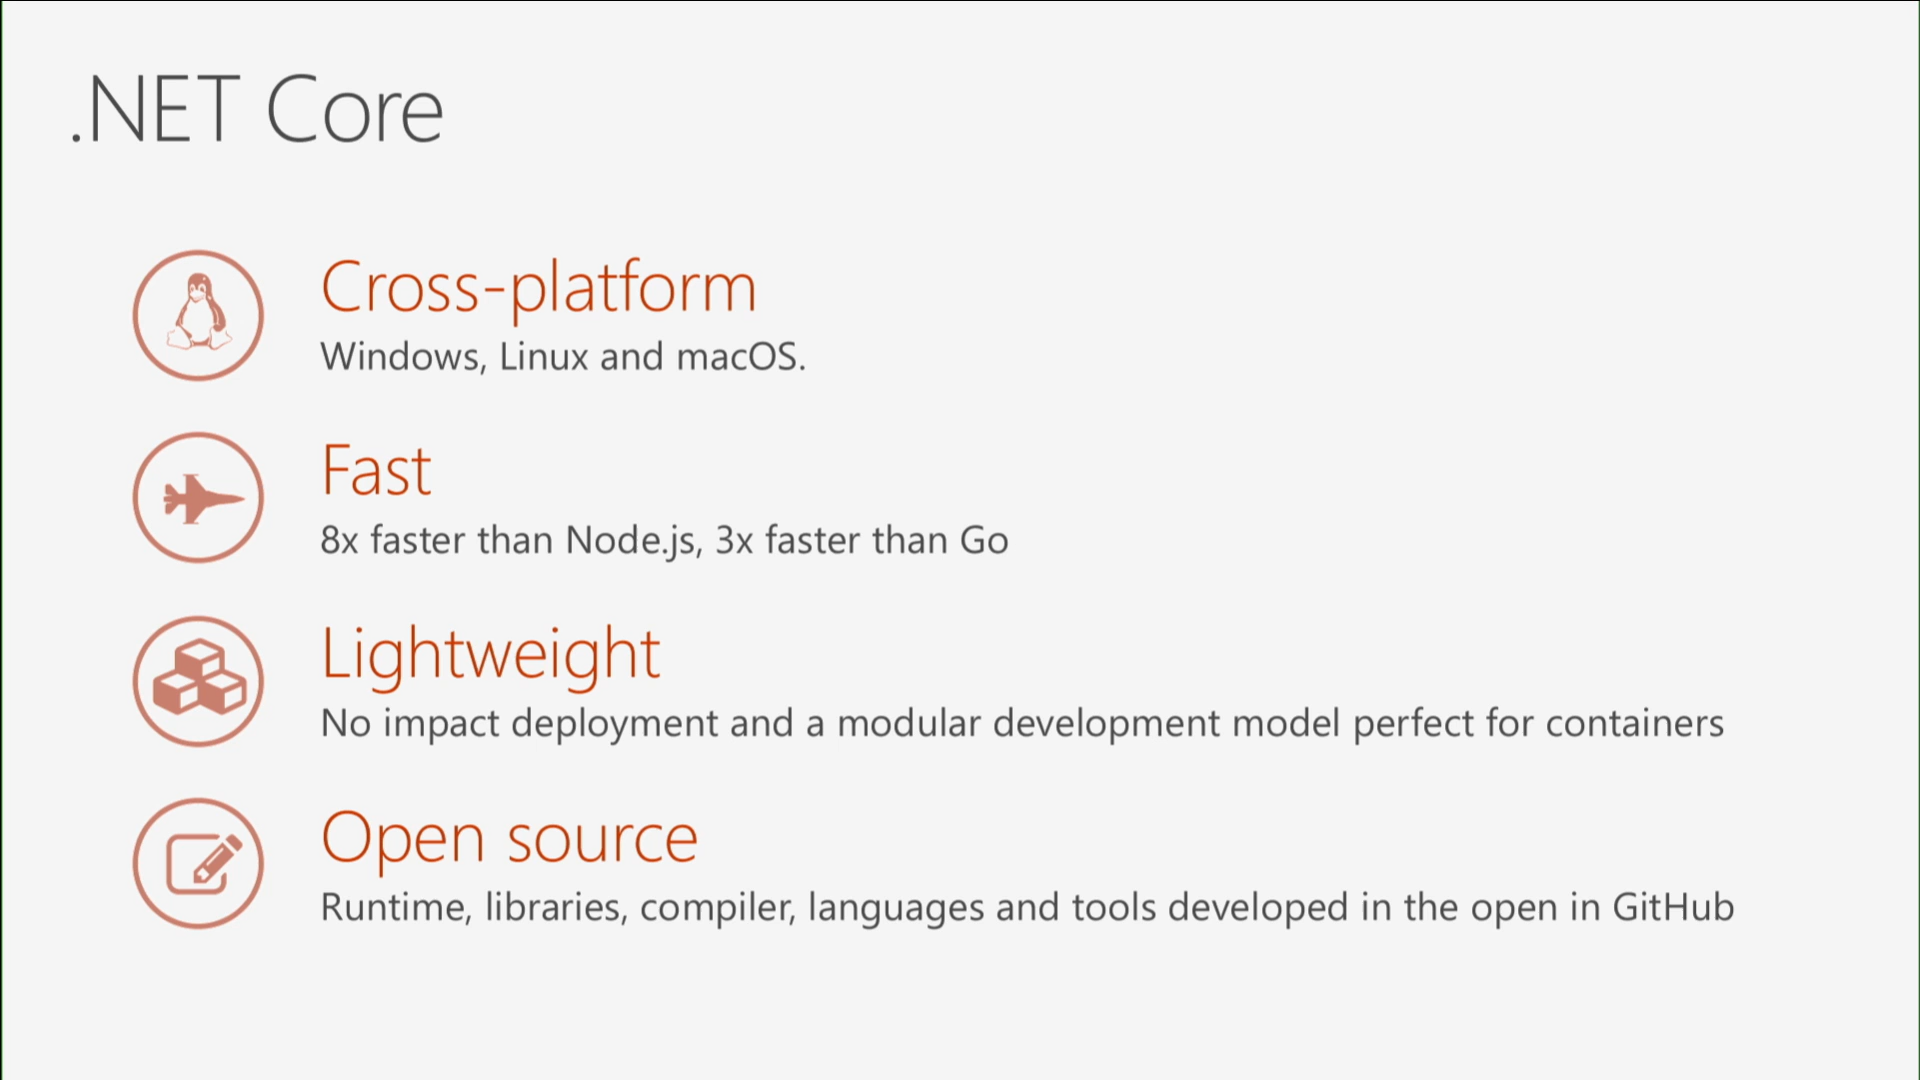 .NET Core
Cross-platform
Windows, Linux and macOS.
Fast
8x faster than Node.js, 3x faster than Go
Lightweight
No impact deployment and a modular development model perfect for containers
Open source
Runtime, libraries, compiler, languages and tools developed in the open in GitHub